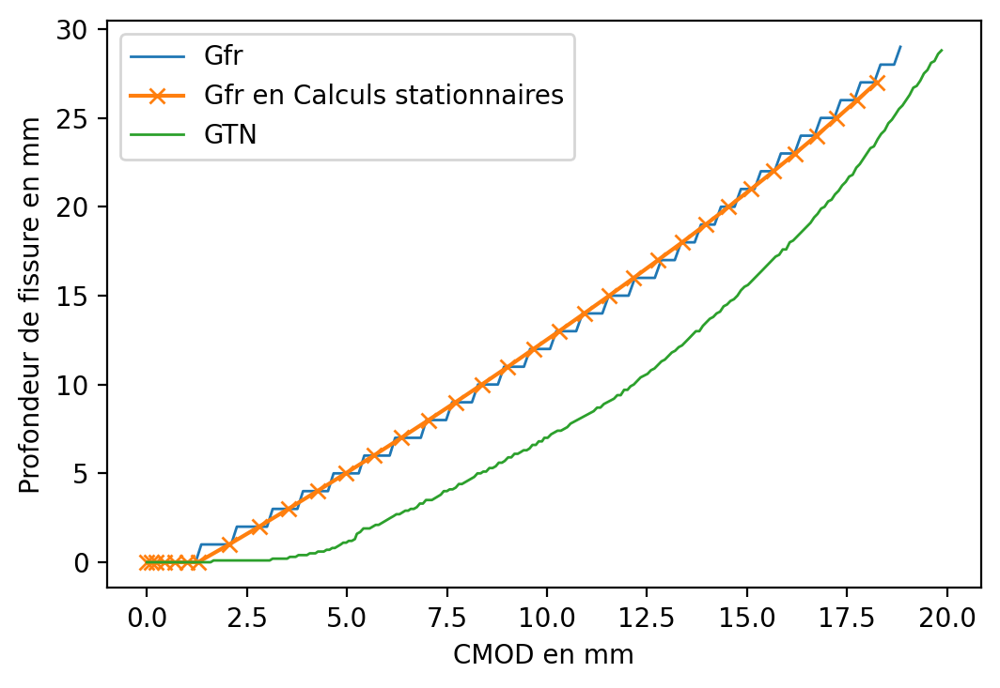 Gfr
Gfr en Calculs stationnaires
GTN
Profondeur de fissure en mm
30
25
20
15
10
5
0
0.0 2.5 5.0 7.5 10.0 12.5 15.0 17.5 20.0
CMOD en mm